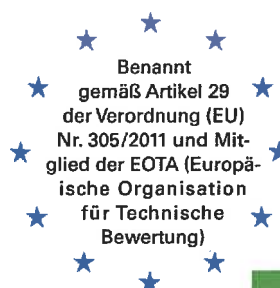 Benannt
gemäß Artikel 29
der Verordnung (EU)
Nr. 305/2011 und Mit-
glied der EOTA (Europä-
ische Organisation
für Technische
Bewertung)